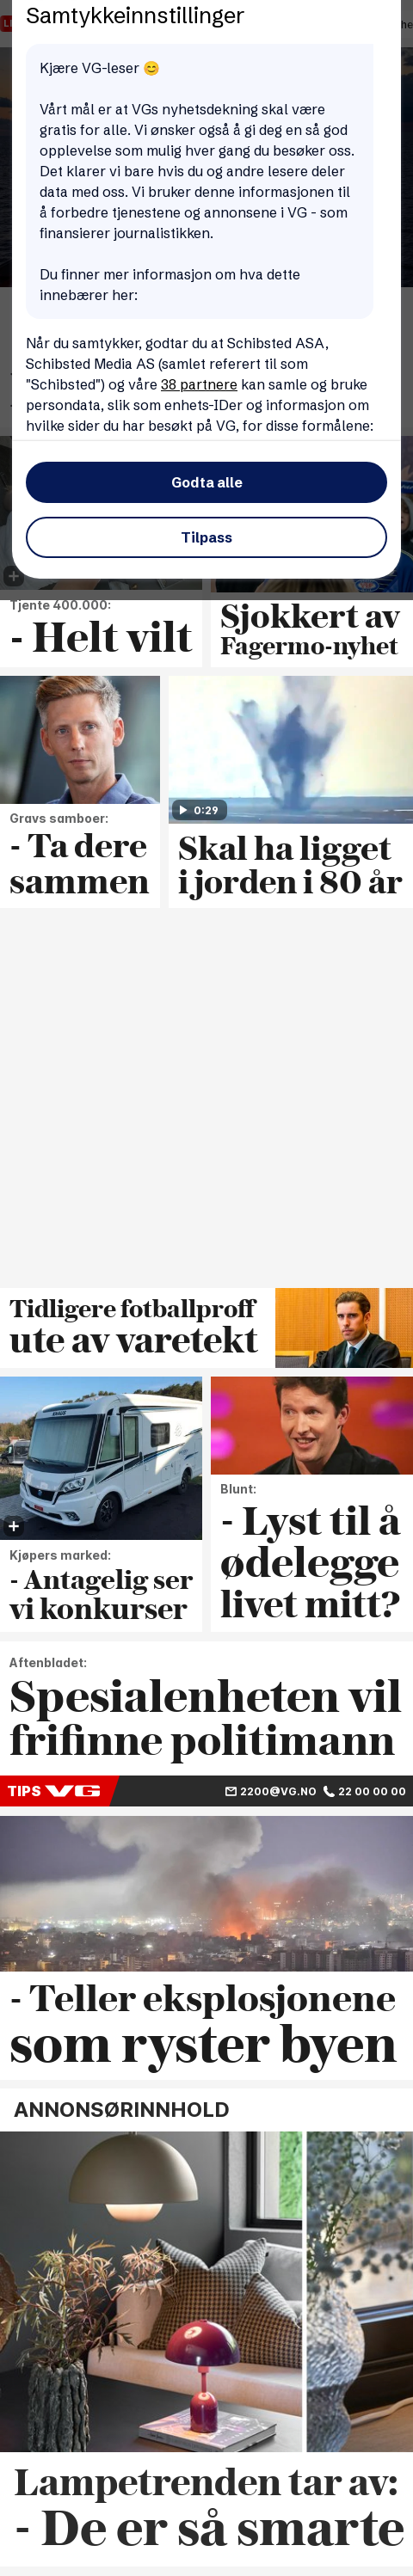 Samtykkeinnstillinger
Kjære VG-leser 😊
Vårt mål er at VGs nyhetsdekning skal være
gratis for alle. Vi ønsker også å gi deg en så god
opplevelse som mulig hver gang du besøker oss.
Det klarer vi bare hvis du og andre lesere deler
data med oss. Vi bruker denne informasjonen til
å forbedre tjenestene og annonsene i VG - som
finansierer journalistikken.
Du finner mer informasjon om hva dette
innebærer her:
Når du samtykker, godtar du at Schibsted ASA,
Schibsted Media AS (samlet referert til som
"Schibsted") og våre 38 partnere kan samle og bruke
persondata, slik som enhets-IDer og informasjon om
hvilke sider du har besøkt på VG, for disse formålene:
Godta alle
Tilpass
Tjente 400.000:
- Helt vilt
Sjokkert av
Fagermo-nyhet
0:29
Gravs samboer:
- Ta dere
sammen
Skal ha ligget
i jorden i 80 år
Tidligere fotballproff
ute av varetekt
Kjøpers marked:
- Antagelig ser
vi konkurser
Blunt:
- Lyst til å
ødelegge
livet mitt?
Aftenbladet:
Spesialenheten vil
frifinne politimann
TIPS VG 2200@VG.NO 22 00 00 00
- Teller eksplosjonene
som ryster byen
ANNONSØRINNHOLD
Lampetrenden tar av:
- De er så smarte